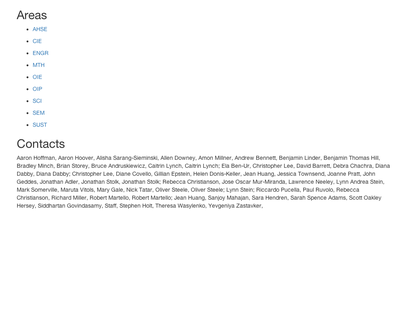 Areas
AHSE
CIE
ENGR
MTH
OIE
OIP
SCI
SEM
SUST
Contacts
Aaron Hoffman, Aaron Hoover, Alisha Sarang-Sieminski, Allen Downey, Amon Millner, Andrew Bennett, Benjamin Linder, Benjamin Thomas Hill,
Bradley Minch, Brian Storey, Bruce Andruskiewicz, Caitrin Lynch, Caitrin Lynch; Ela Ben-Ur, Christopher Lee, David Barrett, Debra Chachra, Diana
Dabby, Diana Dabby; Christopher Lee, Diane Covello, Gillian Epstein, Helen Donis-Keller, Jean Huang, Jessica Townsend, Joanne Pratt, John
Geddes, Jonathan Adler, Jonathan Stolk, Jonathan Stolk; Rebecca Christianson, Jose Oscar Mur-Miranda, Lawrence Neeley, Lynn Andrea Stein,
Mark Somerville, Maruta Vitols, Mary Gale, Nick Tatar, Oliver Steele, Oliver Steele; Lynn Stein; Riccardo Pucella, Paul Ruvolo, Rebecca
Christianson, Richard Miller, Robert Martello, Robert Martello; Jean Huang, Sanjoy Mahajan, Sara Hendren, Sarah Spence Adams, Scott Oakley
Hersey, Siddhartan Govindasamy, Staff, Stephen Holt, Theresa Wasylenko, Yevgeniya Zastavker,